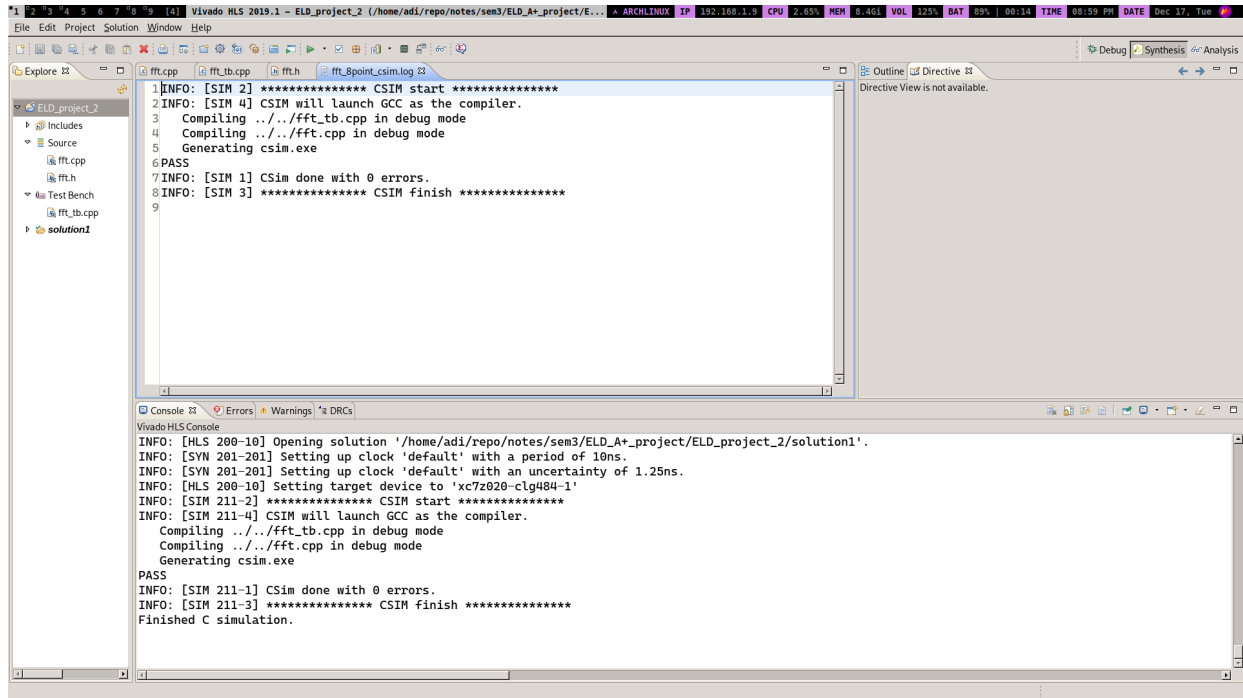 1 2 3 4 5 6 7 8 9 [4] Vivado HLS 2019.1 - ELD_project_2 (/home/adi/repo/notes/sem3/ELD_A+_project/E... ARCHLINUX IP 192.168.1.9 CPU 2.65% MEM 8.4Gi VOL 125% BAT 89% | 00:14 TIME 08:59 PM DATE Dec 17, Tue
File Edit Project Solution Window Help
Debug Synthesis Analysis
Explore
ELD_project_2
Includes
Source
fft.cpp
fft.h
Test Bench
fft_tb.cpp
solution1
fft.cpp fft_tb.cpp fft.h fft_8point_csim.log
1 INFO: [SIM 2] *************** CSIM start ***************
2 INFO: [SIM 4] CSIM will launch GCC as the compiler.
3 Compiling ../../fft_tb.cpp in debug mode
4 Compiling ../../fft.cpp in debug mode
5 Generating csim.exe
6 PASS
7 INFO: [SIM 1] CSim done with 0 errors.
8 INFO: [SIM 3] *************** CSIM finish ***************
9
Outline Directive
Directive View is not available.
Console Errors Warnings DRCs
Vivado HLS Console
INFO: [HLS 200-10] Opening solution '/home/adi/repo/notes/sem3/ELD_A+_project/ELD_project_2/solution1'.
INFO: [SYN 201-201] Setting up clock 'default' with a period of 10ns.
INFO: [SYN 201-201] Setting up clock 'default' with an uncertainty of 1.25ns.
INFO: [HLS 200-10] Setting target device to 'xc7z020-clg484-1'
INFO: [SIM 211-2] *************** CSIM start ***************
INFO: [SIM 211-4] CSIM will launch GCC as the compiler.
Compiling ../../fft_tb.cpp in debug mode
Compiling ../../fft.cpp in debug mode
Generating csim.exe
PASS
INFO: [SIM 211-1] CSim done with 0 errors.
INFO: [SIM 211-3] *************** CSIM finish ***************
Finished C simulation.